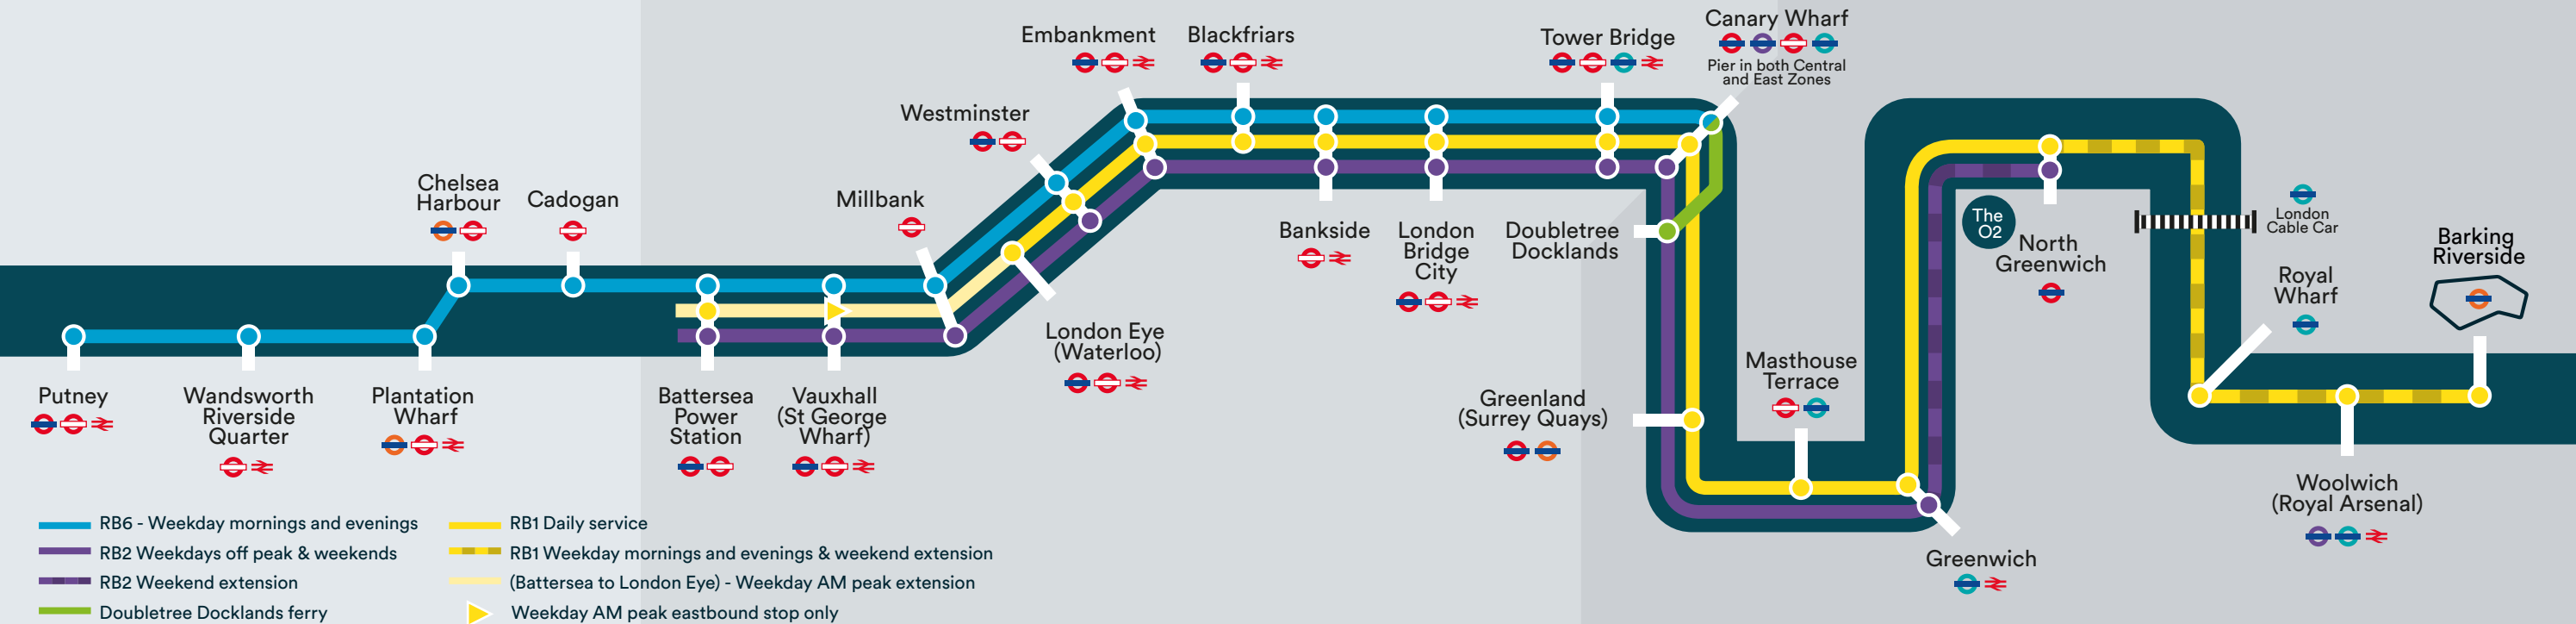 Putney
Wandsworth
Riverside
Quarter
Plantation
Wharf
Chelsea
Harbour
Cadogan
Battersea
Power
Station
Vauxhall
(St George
Wharf)
Millbank
Westminster
London Eye
(Waterloo)
Embankment
Blackfriars
Bankside
London
Bridge
City
Tower Bridge
Canary Wharf
Pier in both Central
and East Zones
Doubletree
Docklands
Greenland
(Surrey Quays)
Masthouse
Terrace
Greenwich
The
O2
North
Greenwich
London
Cable Car
Royal
Wharf
Woolwich
(Royal Arsenal)
Barking
Riverside
RB6 - Weekday mornings and evenings
RB2 Weekdays off peak & weekends
RB2 Weekend extension
Doubletree Docklands ferry
RB1 Daily service
RB1 Weekday mornings and evenings & weekend extension
(Battersea to London Eye) - Weekday AM peak extension
Weekday AM peak eastbound stop only